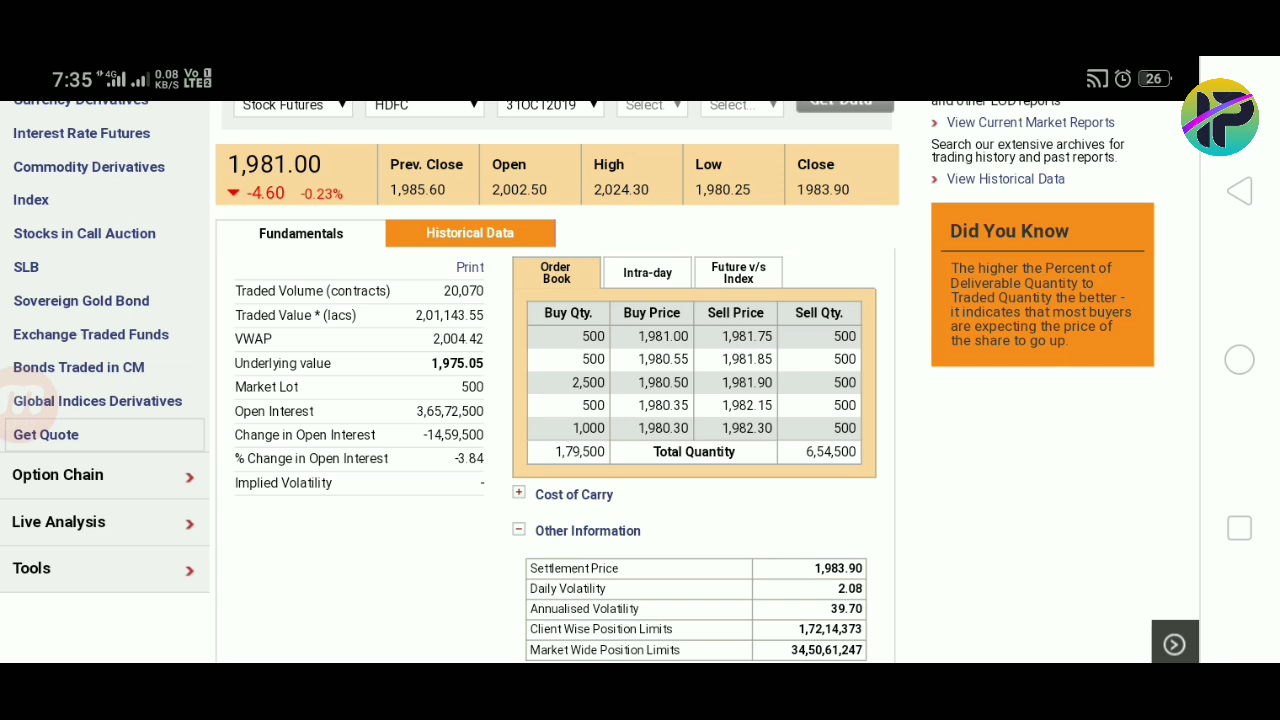 7:35 4G 0.08 KB/S Vo LTE 1 2 26
Currency Derivatives
Interest Rate Futures
Commodity Derivatives
Index
Stocks in Call Auction
SLB
Sovereign Gold Bond
Exchange Traded Funds
Bonds Traded in CM
Global Indices Derivatives
Get Quote
Option Chain
Live Analysis
Tools
Stock Futures HDFC 31OCT2019 Select Select... Get Data
1,981.00 Prev. Close Open High Low Close
-4.60 -0.23% 1,985.60 2,002.50 2,024.30 1,980.25 1983.90
Fundamentals Historical Data
Print
Traded Volume (contracts) 20,070
Traded Value * (lacs) 2,01,143.55
VWAP 2,004.42
Underlying value 1,975.05
Market Lot 500
Open Interest 3,65,72,500
Change in Open Interest -14,59,500
% Change in Open Interest -3.84
Implied Volatility -
Order Book Intra-day Future v/s Index
Buy Qty. Buy Price Sell Price Sell Qty.
500 1,981.00 1,981.75 500
500 1,980.55 1,981.85 500
2,500 1,980.50 1,981.90 500
500 1,980.35 1,982.15 500
1,000 1,980.30 1,982.30 500
1,79,500 Total Quantity 6,54,500
+ Cost of Carry
− Other Information
Settlement Price 1,983.90
Daily Volatility 2.08
Annualised Volatility 39.70
Client Wise Position Limits 1,72,14,373
Market Wide Position Limits 34,50,61,247
and other EOD reports
View Current Market Reports
Search our extensive archives for
trading history and past reports.
View Historical Data
Did You Know
The higher the Percent of
Deliverable Quantity to
Traded Quantity the better -
it indicates that most buyers
are expecting the price of
the share to go up.
IP